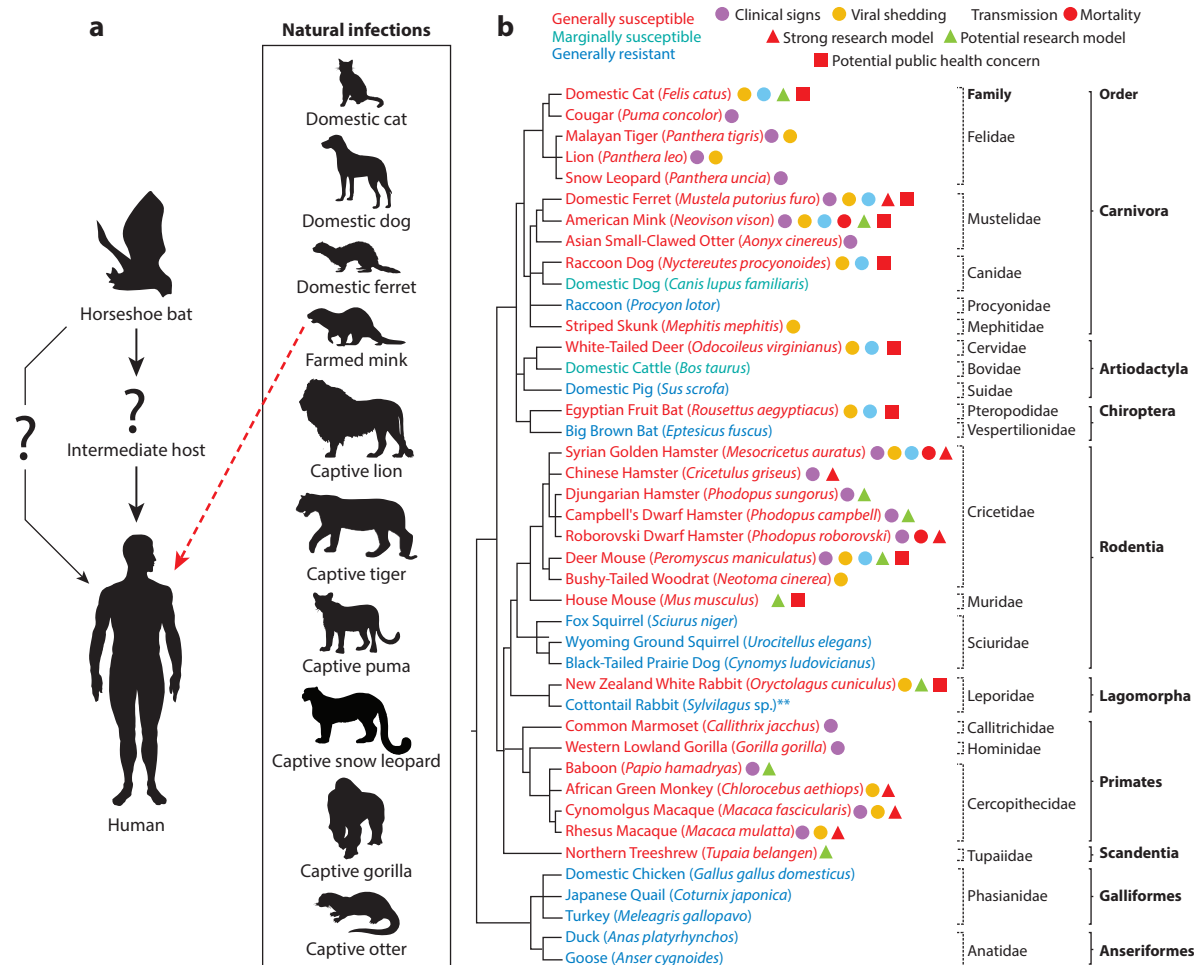 a
Natural infections
Domestic cat
Domestic dog
Domestic ferret
Farmed mink
Captive lion
Captive tiger
Captive puma
Captive snow leopard
Captive gorilla
Captive otter
Horseshoe bat
?
?
Intermediate host
Human
b
Generally susceptible
Marginally susceptible
Generally resistant
Clinical signs Viral shedding Transmission Mortality
Strong research model Potential research model
Potential public health concern
Domestic Cat (Felis catus) Family Order
Cougar (Puma concolor)
Malayan Tiger (Panthera tigris) Felidae
Lion (Panthera leo)
Snow Leopard (Panthera uncia)
Domestic Ferret (Mustela putorius furo)
American Mink (Neovison vison) Mustelidae Carnivora
Asian Small-Clawed Otter (Aonyx cinereus)
Raccoon Dog (Nyctereutes procyonoides) Canidae
Domestic Dog (Canis lupus familiaris)
Raccoon (Procyon lotor) Procyonidae
Striped Skunk (Mephitis mephitis) Mephitidae
White-Tailed Deer (Odocoileus virginianus) Cervidae
Domestic Cattle (Bos taurus) Bovidae Artiodactyla
Domestic Pig (Sus scrofa) Suidae
Egyptian Fruit Bat (Rousettus aegyptiacus) Pteropodidae Chiroptera
Big Brown Bat (Eptesicus fuscus) Vespertilionidae
Syrian Golden Hamster (Mesocricetus auratus)
Chinese Hamster (Cricetulus griseus)
Djungarian Hamster (Phodopus sungorus) Cricetidae
Campbell's Dwarf Hamster (Phodopus campbell)
Roborovski Dwarf Hamster (Phodopus roborovski) Rodentia
Deer Mouse (Peromyscus maniculatus)
Bushy-Tailed Woodrat (Neotoma cinerea)
House Mouse (Mus musculus) Muridae
Fox Squirrel (Sciurus niger)
Wyoming Ground Squirrel (Urocitellus elegans) Sciuridae
Black-Tailed Prairie Dog (Cynomys ludovicianus)
New Zealand White Rabbit (Oryctolagus cuniculus) Leporidae Lagomorpha
Cottontail Rabbit (Sylvilagus sp.)**
Common Marmoset (Callithrix jacchus) Callitrichidae
Western Lowland Gorilla (Gorilla gorilla) Hominidae
Baboon (Papio hamadryas) Primates
African Green Monkey (Chlorocebus aethiops) Cercopithecidae
Cynomolgus Macaque (Macaca fascicularis)
Rhesus Macaque (Macaca mulatta)
Northern Treeshrew (Tupaia belangen) Tupaiidae Scandentia
Domestic Chicken (Gallus gallus domesticus)
Japanese Quail (Coturnix japonica) Phasianidae Galliformes
Turkey (Meleagris gallopavo)
Duck (Anas platyrhynchos) Anatidae Anseriformes
Goose (Anser cygnoides)